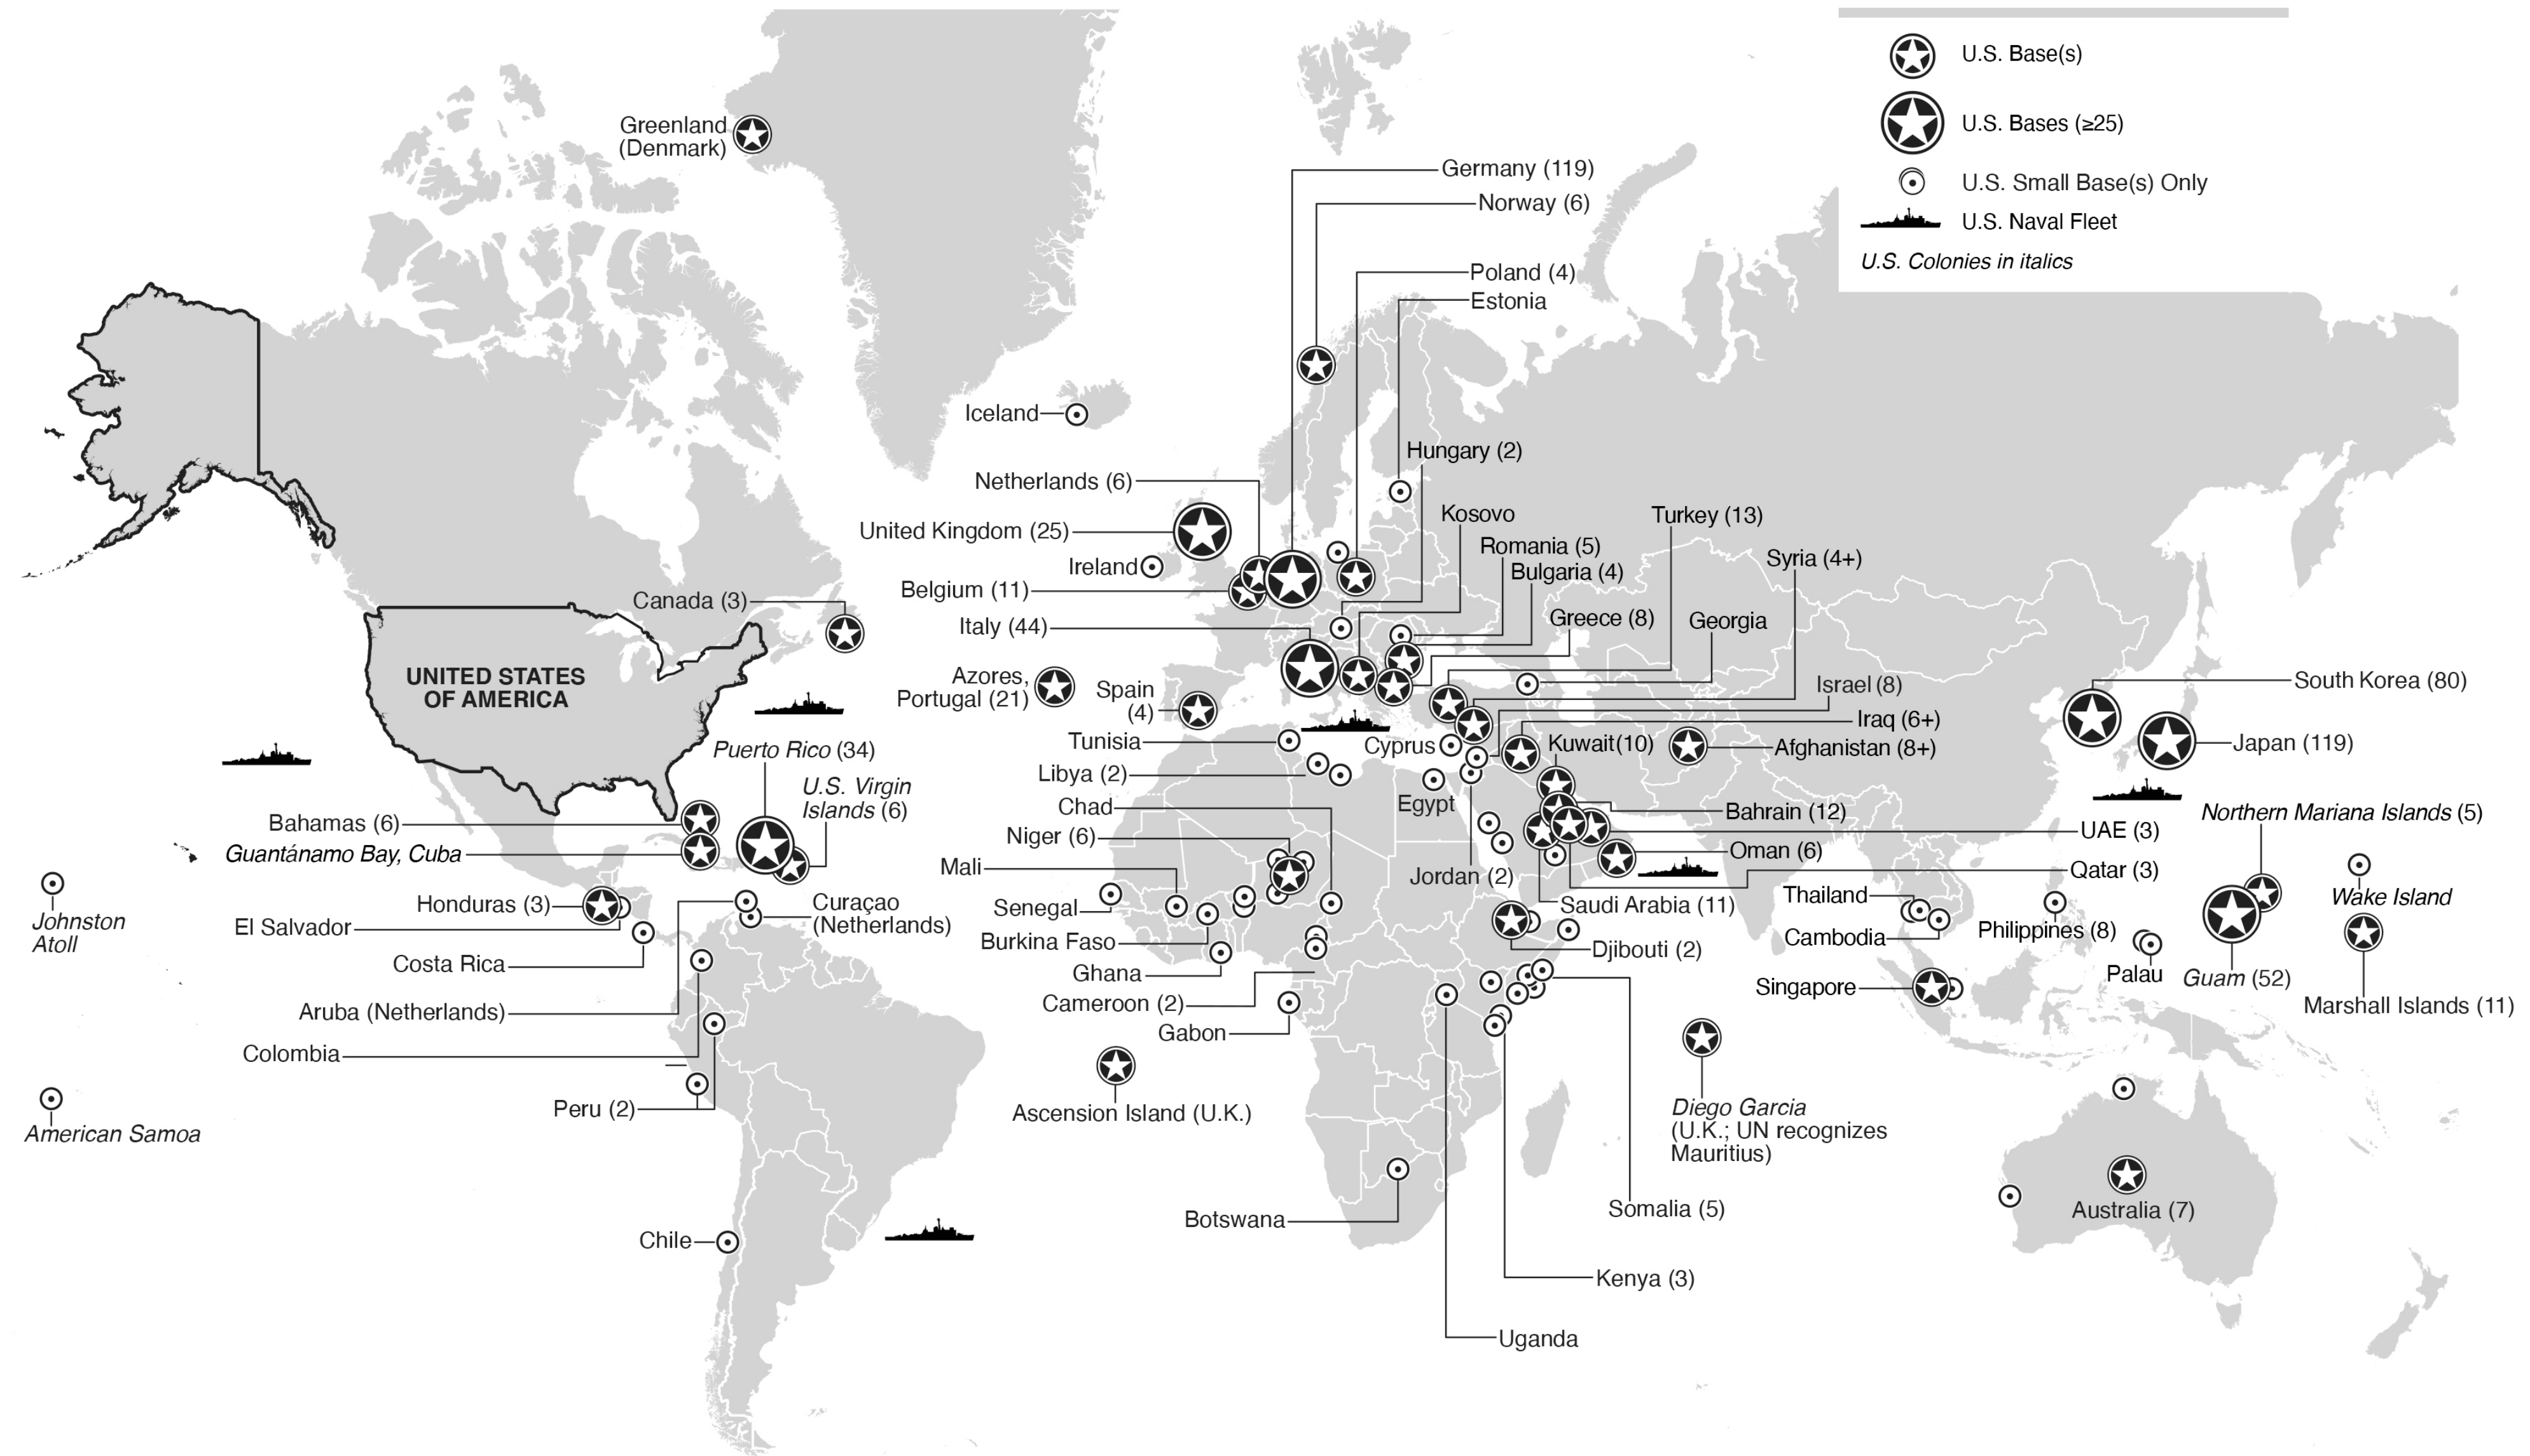 U.S. Base(s)
U.S. Bases (≥25)
U.S. Small Base(s) Only
U.S. Naval Fleet
U.S. Colonies in italics
Greenland
(Denmark)
Germany (119)
Norway (6)
Poland (4)
Estonia
Iceland
Hungary (2)
Netherlands (6)
Kosovo
Turkey (13)
United Kingdom (25)
Romania (5)
Syria (4+)
Ireland
Bulgaria (4)
Belgium (11)
Canada (3)
Greece (8)
Georgia
Italy (44)
UNITED STATES
OF AMERICA
Azores,
Portugal (21)
Spain
(4)
Israel (8)
South Korea (80)
Iraq (6+)
Tunisia
Cyprus
Kuwait(10)
Afghanistan (8+)
Japan (119)
Puerto Rico (34)
Libya (2)
U.S. Virgin
Islands (6)
Chad
Egypt
Bahrain (12)
Northern Mariana Islands (5)
Bahamas (6)
Niger (6)
UAE (3)
Guantánamo Bay, Cuba
Oman (6)
Mali
Jordan (2)
Qatar (3)
Thailand
Wake Island
Honduras (3)
Curaçao
(Netherlands)
Senegal
Saudi Arabia (11)
Johnston
Atoll
El Salvador
Burkina Faso
Djibouti (2)
Cambodia
Philippines (8)
Costa Rica
Ghana
Palau
Guam (52)
Singapore
Cameroon (2)
Marshall Islands (11)
Aruba (Netherlands)
Gabon
Colombia
Peru (2)
Ascension Island (U.K.)
Diego Garcia
(U.K.; UN recognizes
Mauritius)
American Samoa
Botswana
Somalia (5)
Australia (7)
Chile
Kenya (3)
Uganda